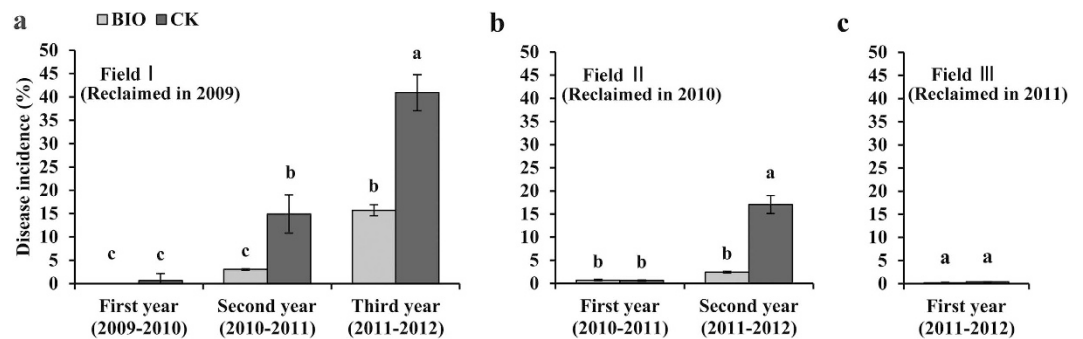 a
BIO CK
Disease incidence (%)
50
45
40
35
30
25
20
15
10
5
0
Field I
(Reclaimed in 2009)
c c
c b
b a
First year
(2009-2010)
Second year
(2010-2011)
Third year
(2011-2012)
b
50
45
40
35
30
25
20
15
10
5
0
Field II
(Reclaimed in 2010)
b b
b a
First year
(2010-2011)
Second year
(2011-2012)
c
50
45
40
35
30
25
20
15
10
5
0
Field III
(Reclaimed in 2011)
a a
First year
(2011-2012)